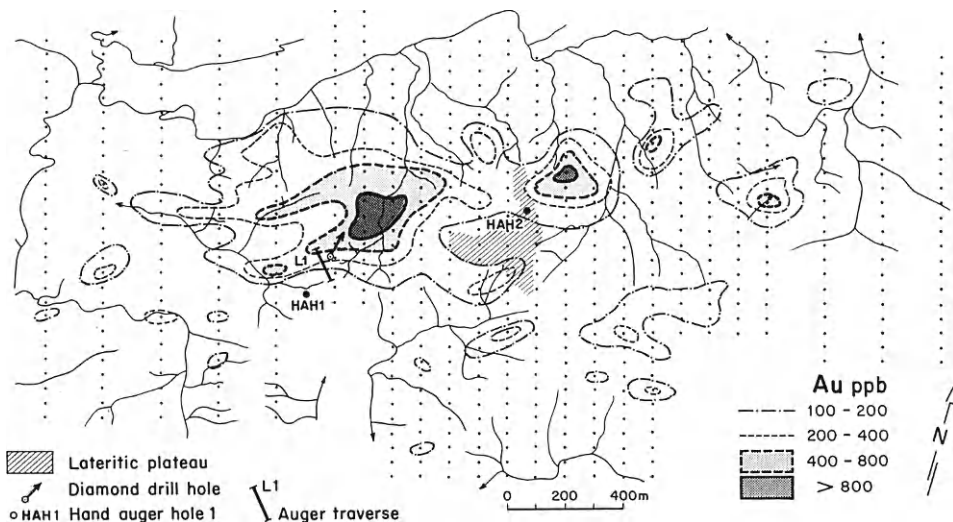 HAH2
L1
HAH1
Au ppb
100 - 200
200 - 400
400 - 800
> 800
N
Lateritic plateau
Diamond drill hole
HAH1 Hand auger hole 1
L1
Auger traverse
0 200 400m